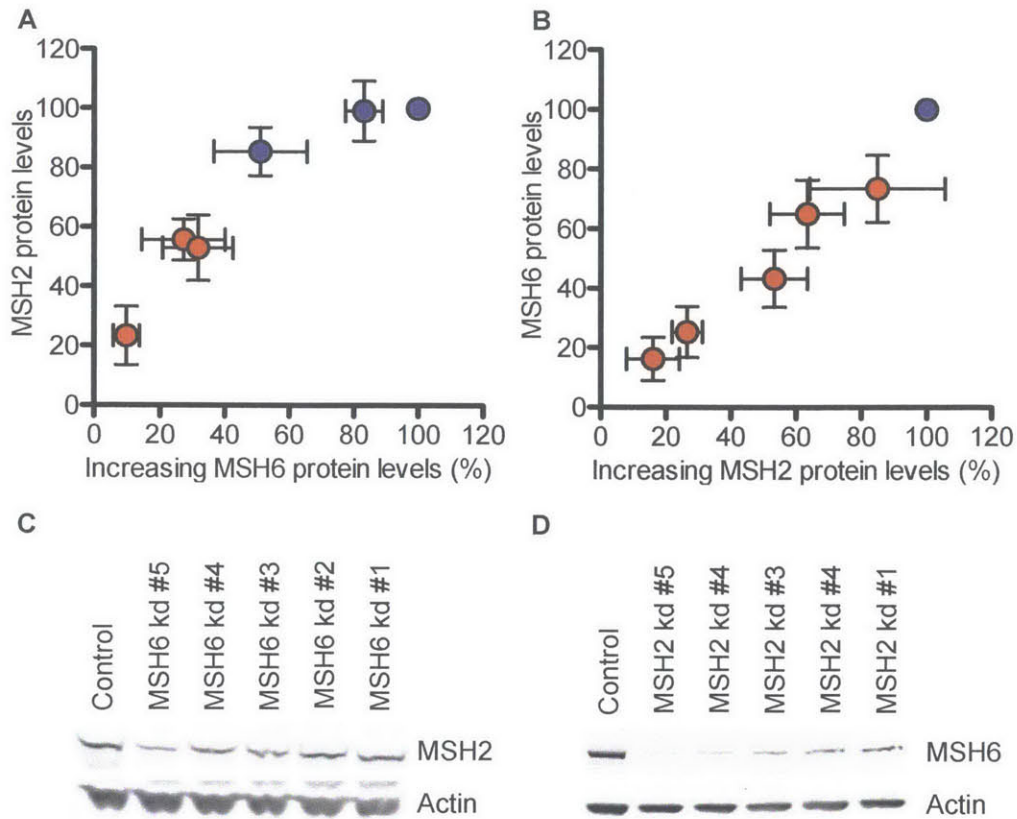 A
120
100
80
60
40
20
0
MSH2 protein levels
0 20 40 60 80 100 120
Increasing MSH6 protein levels (%)
B
120
100
80
60
40
20
0
MSH6 protein levels
0 20 40 60 80 100 120
Increasing MSH2 protein levels (%)
C
Control
MSH6 kd #5
MSH6 kd #4
MSH6 kd #3
MSH6 kd #2
MSH6 kd #1
MSH2
Actin
D
Control
MSH2 kd #5
MSH2 kd #4
MSH2 kd #3
MSH2 kd #4
MSH2 kd #1
MSH6
Actin